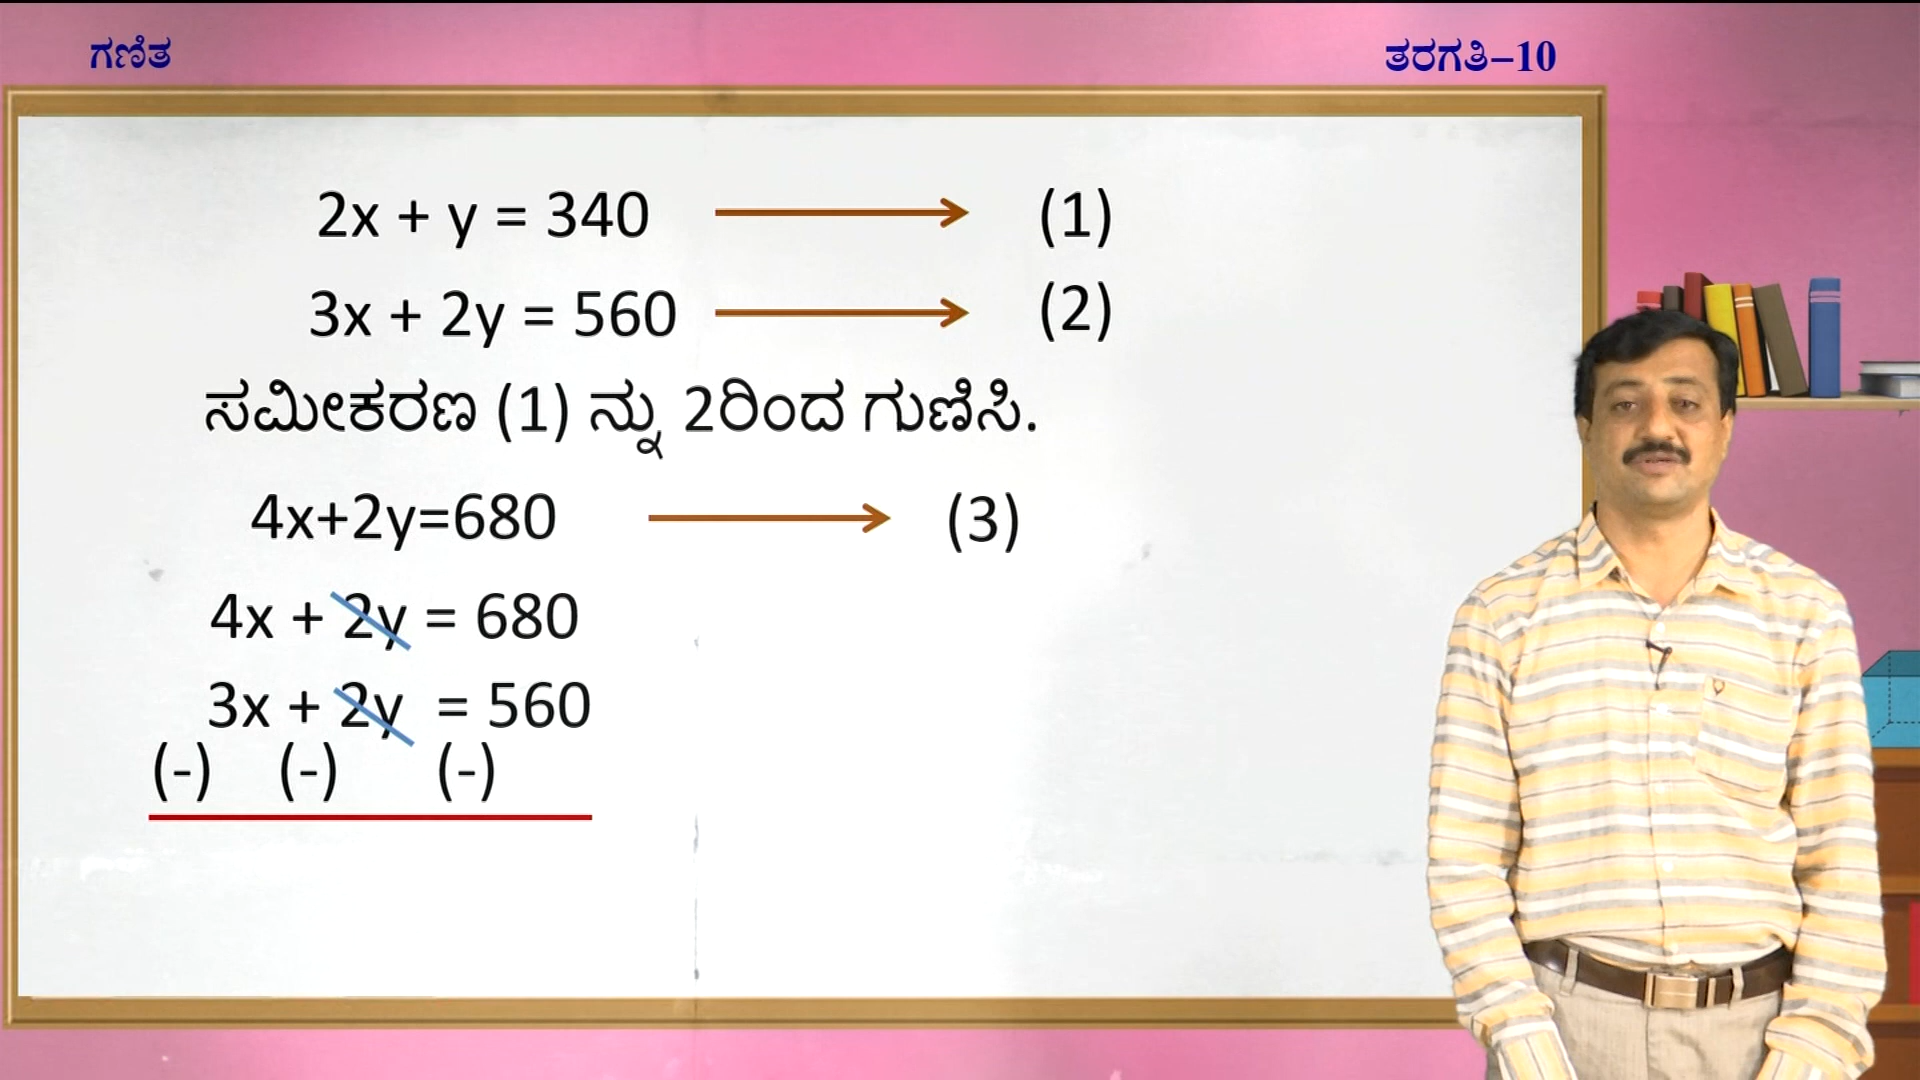 ಗಣಿತ
ತರಗತಿ–10
2x + y = 340 (1)
3x + 2y = 560 (2)
ಸಮೀಕರಣ (1) ನ್ನು 2ರಿಂದ ಗುಣಿಸಿ.
4x+2y=680 (3)
4x + 2y = 680
3x + 2y = 560
(-) (-) (-)